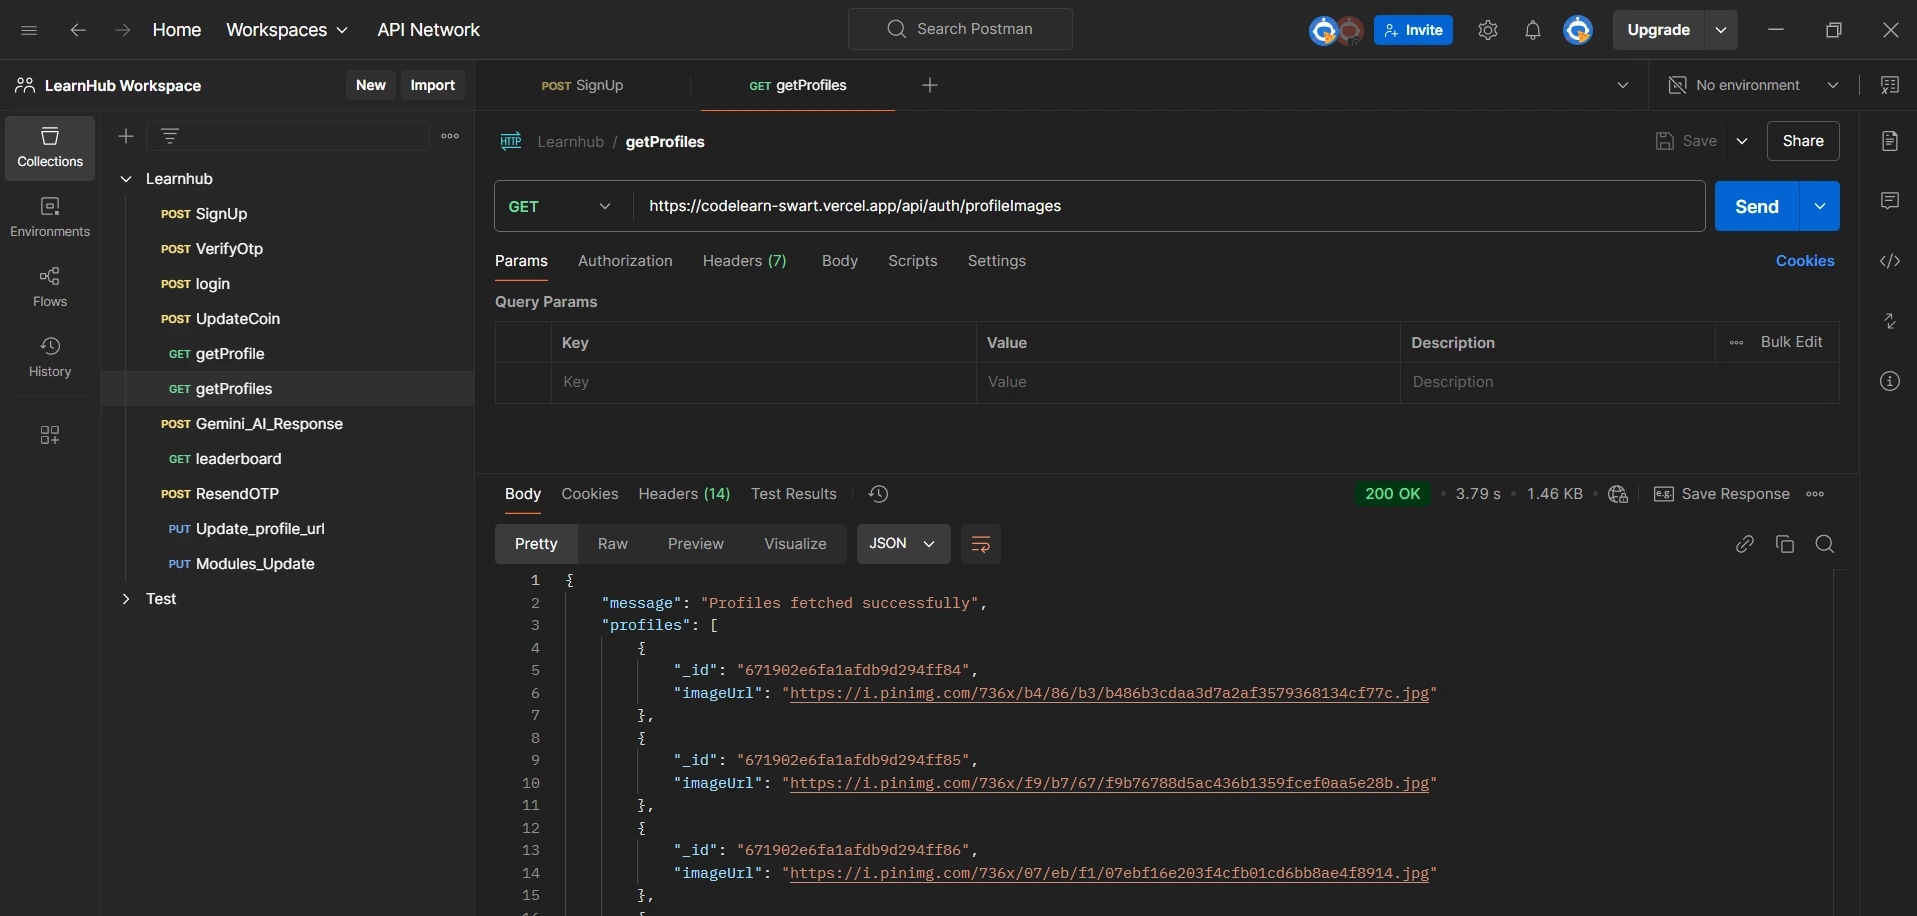 Home Workspaces API Network Search Postman Invite Upgrade
LearnHub Workspace New Import POST SignUp GET getProfiles No environment
Collections
Environments
Flows
History
Learnhub
POST SignUp
POST VerifyOtp
POST login
POST UpdateCoin
GET getProfile
GET getProfiles
POST Gemini_AI_Response
GET leaderboard
POST ResendOTP
PUT Update_profile_url
PUT Modules_Update
Test
HTTP Learnhub / getProfiles Save Share
GET https://codelearn-swart.vercel.app/api/auth/profileImages Send
Params Authorization Headers (7) Body Scripts Settings Cookies
Query Params
Key Value Description Bulk Edit
Key Value Description
Body Cookies Headers (14) Test Results 200 OK 3.79 s 1.46 KB e.g. Save Response
Pretty Raw Preview Visualize JSON
1 {
2 "message": "Profiles fetched successfully",
3 "profiles": [
4 {
5 "_id": "671902e6fa1afdb9d294ff84",
6 "imageUrl": "https://i.pinimg.com/736x/b4/86/b3/b486b3cdaa3d7a2af3579368134cf77c.jpg"
7 },
8 {
9 "_id": "671902e6fa1afdb9d294ff85",
10 "imageUrl": "https://i.pinimg.com/736x/f9/b7/67/f9b76788d5ac436b1359fcef0aa5e28b.jpg"
11 },
12 {
13 "_id": "671902e6fa1afdb9d294ff86",
14 "imageUrl": "https://i.pinimg.com/736x/07/eb/f1/07ebf16e203f4cfb01cd6bb8ae4f8914.jpg"
15 },